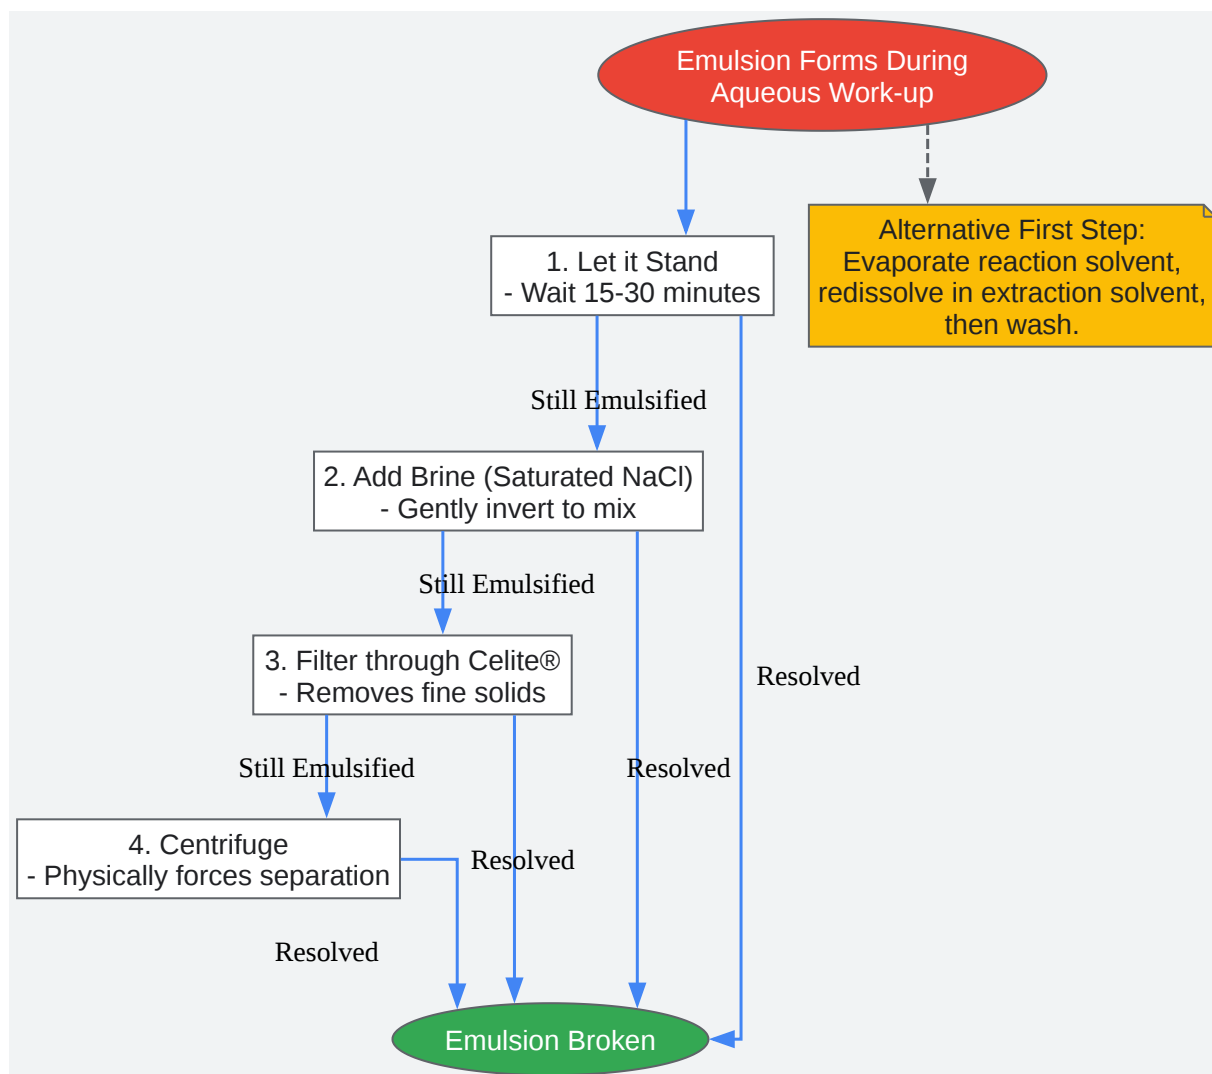 Emulsion Forms During
Aqueous Work-up
Alternative First Step:
Evaporate reaction solvent,
redissolve in extraction solvent,
then wash.
1. Let it Stand
- Wait 15-30 minutes
Still Emulsified
2. Add Brine (Saturated NaCl)
- Gently invert to mix
Still Emulsified
3. Filter through Celite®
- Removes fine solids
Resolved
Still Emulsified
Resolved
4. Centrifuge
- Physically forces separation
Resolved
Resolved
Emulsion Broken